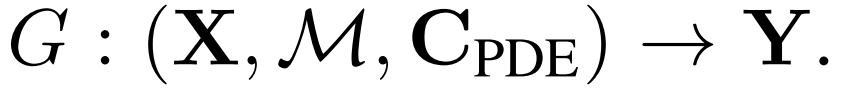 G : (𝐗, ℳ, 𝐂_PDE) → 𝐘.